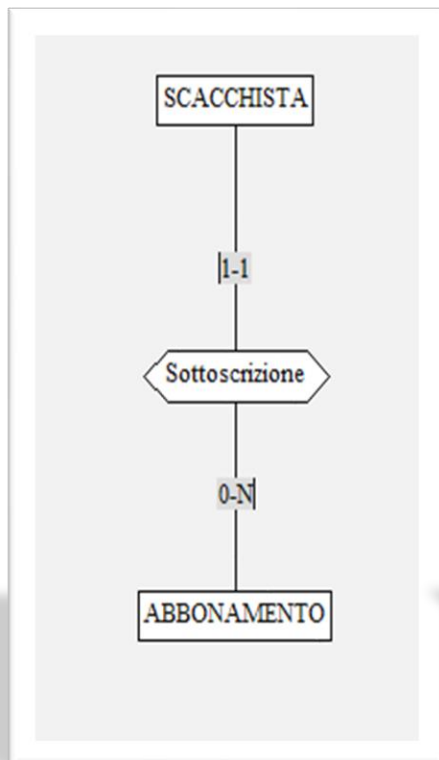 SCACCHISTA
1-1
Sottoscrizione
0-N
ABBONAMENTO